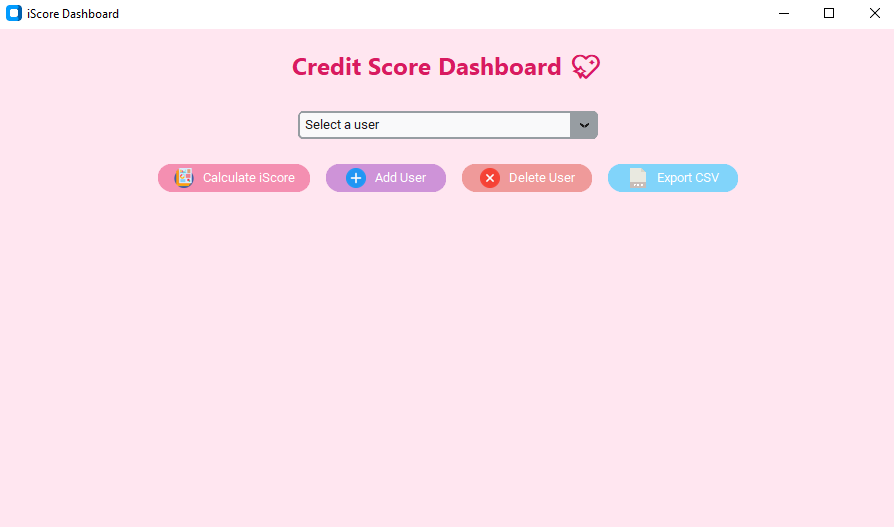 iScore Dashboard
Credit Score Dashboard 💖
Select a user
Calculate iScore
Add User
Delete User
Export CSV